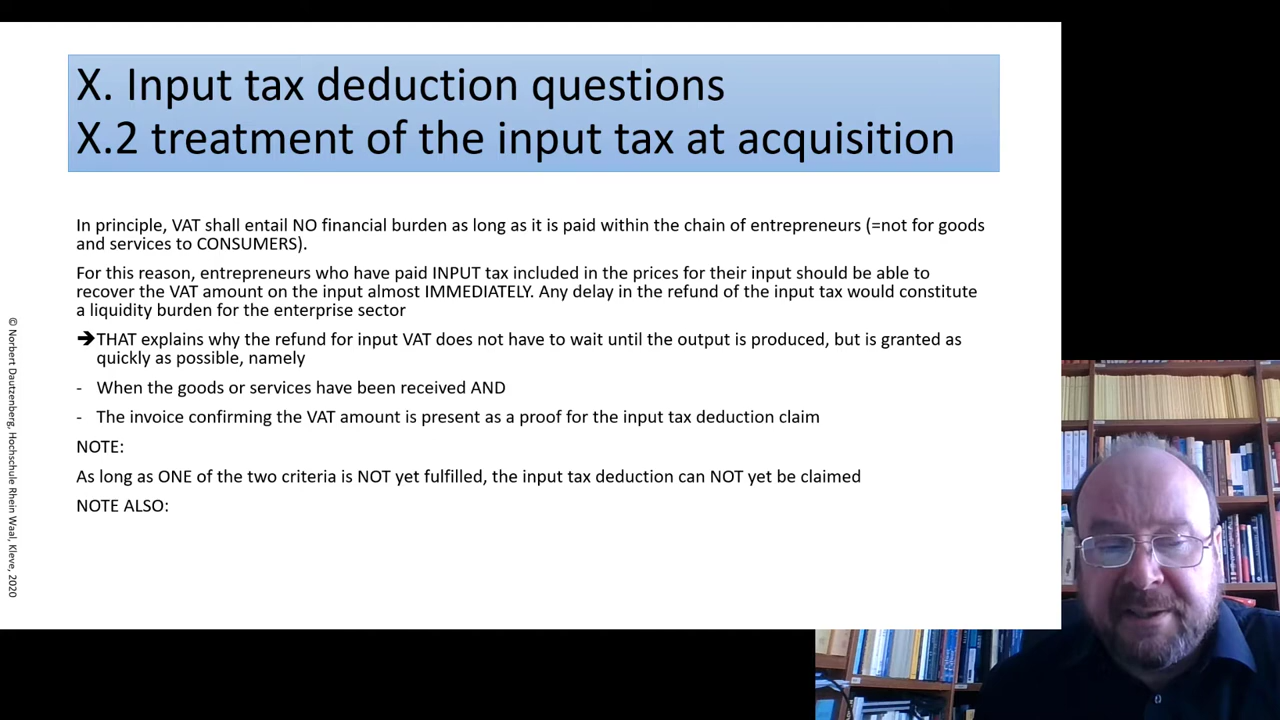 X. Input tax deduction questions
X.2 treatment of the input tax at acquisition
In principle, VAT shall entail NO financial burden as long as it is paid within the chain of entrepreneurs (=not for goods
and services to CONSUMERS).
For this reason, entrepreneurs who have paid INPUT tax included in the prices for their input should be able to
recover the VAT amount on the input almost IMMEDIATELY. Any delay in the refund of the input tax would constitute
a liquidity burden for the enterprise sector
➔THAT explains why the refund for input VAT does not have to wait until the output is produced, but is granted as
quickly as possible, namely
- When the goods or services have been received AND
- The invoice confirming the VAT amount is present as a proof for the input tax deduction claim
NOTE:
As long as ONE of the two criteria is NOT yet fulfilled, the input tax deduction can NOT yet be claimed
NOTE ALSO:
© Norbert Dautzenberg, Hochschule Rhein Waal, Kleve, 2020